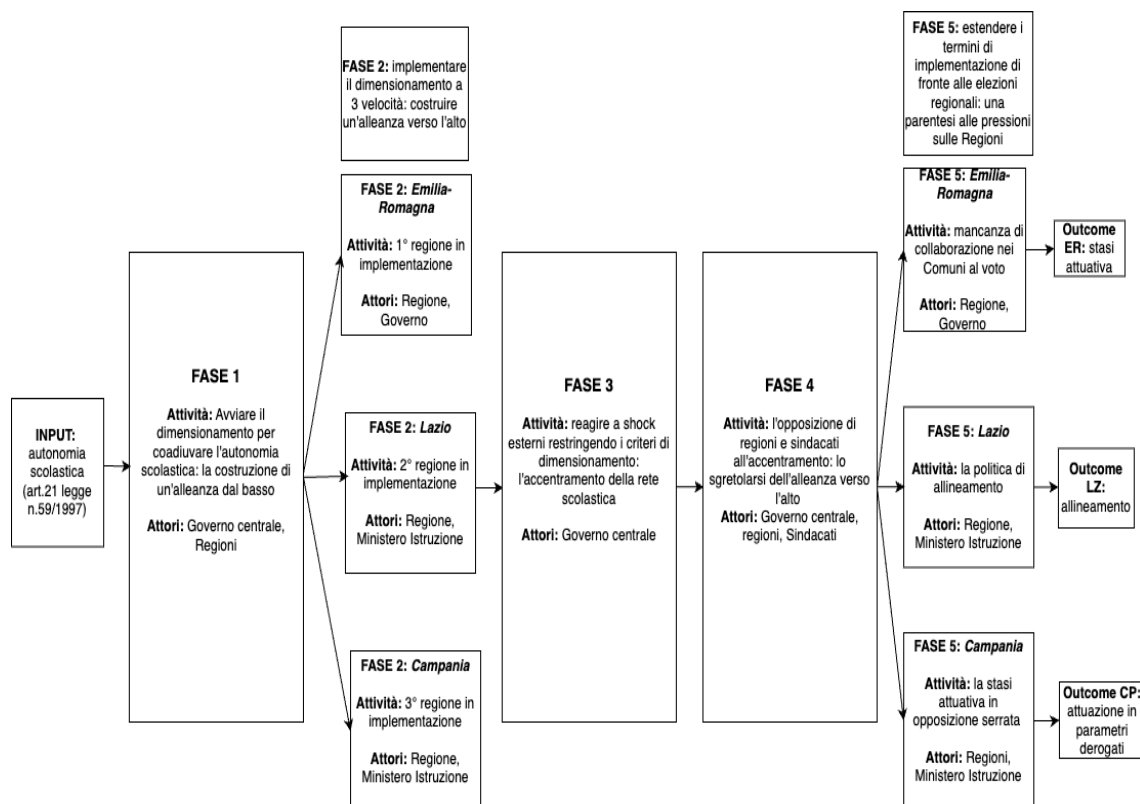 INPUT:
autonomia
scolastica
(art.21 legge
n.59/1997)
FASE 1
Attività: Avviare il
dimensionamento per
coadiuvare l'autonomia
scolastica: la costruzione di
un'alleanza dal basso
Attori: Governo centrale,
Regioni
FASE 2: implementare
il dimensionamento a
3 velocità: costruire
un'alleanza verso l'alto
FASE 2: Emilia-
Romagna
Attività: 1° regione in
implementazione
Attori: Regione,
Governo
FASE 2: Lazio
Attività: 2° regione in
implementazione
Attori: Regione,
Ministero Istruzione
FASE 2: Campania
Attività: 3° regione in
implementazione
Attori: Regione,
Ministero Istruzione
FASE 3
Attività: reagire a shock
esterni restringendo i criteri di
dimensionamento:
l'accentramento della rete
scolastica
Attori: Governo centrale
FASE 4
Attività: l'opposizione di
regioni e sindacati
all'accentramento: lo
sgretolarsi dell'alleanza verso
l'alto
Attori: Governo centrale,
regioni, Sindacati
FASE 5: estendere i
termini di
implementazione di
fronte alle elezioni
regionali: una
parentesi alle pressioni
sulle Regioni
FASE 5: Emilia-
Romagna
Attività: mancanza di
collaborazione nei
Comuni al voto
Attori: Regione,
Governo
Outcome
ER: stasi
attuativa
FASE 5: Lazio
Attività: la politica di
allineamento
Attori: Regione,
Ministero Istruzione
Outcome
LZ:
allineamento
FASE 5: Campania
Attività: la stasi
attuativa in
opposizione serrata
Attori: Regioni,
Ministero Istruzione
Outcome CP:
attuazione in
parametri
derogati